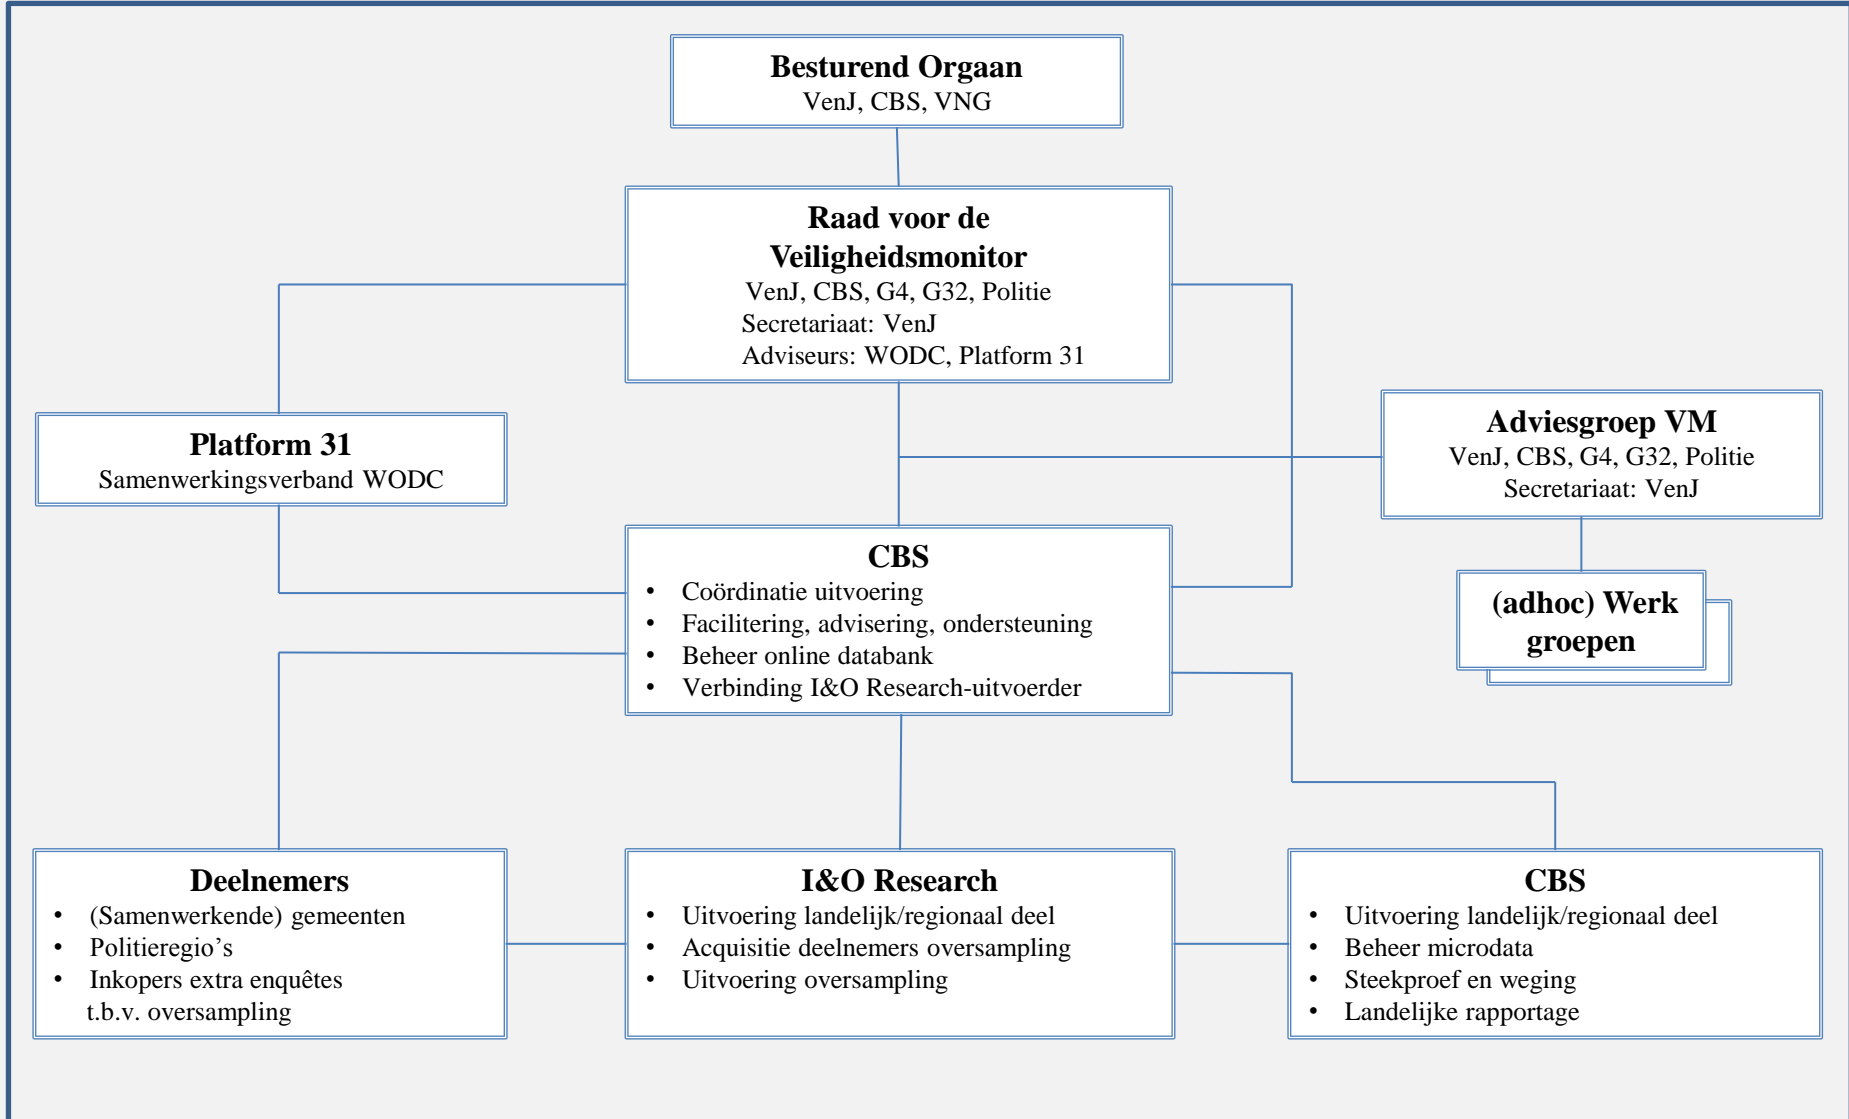 Besturend Orgaan
VenJ, CBS, VNG
Raad voor de
Veiligheidsmonitor
VenJ, CBS, G4, G32, Politie
Secretariaat: VenJ
Adviseurs: WODC, Platform 31
Platform 31
Samenwerkingsverband WODC
Adviesgroep VM
VenJ, CBS, G4, G32, Politie
Secretariaat: VenJ
(adhoc) Werk
groepen
CBS
• Coördinatie uitvoering
• Facilitering, advisering, ondersteuning
• Beheer online databank
• Verbinding I&O Research-uitvoerder
Deelnemers
• (Samenwerkende) gemeenten
• Politieregio’s
• Inkopers extra enquêtes
t.b.v. oversampling
I&O Research
• Uitvoering landelijk/regionaal deel
• Acquisitie deelnemers oversampling
• Uitvoering oversampling
CBS
• Uitvoering landelijk/regionaal deel
• Beheer microdata
• Steekproef en weging
• Landelijke rapportage